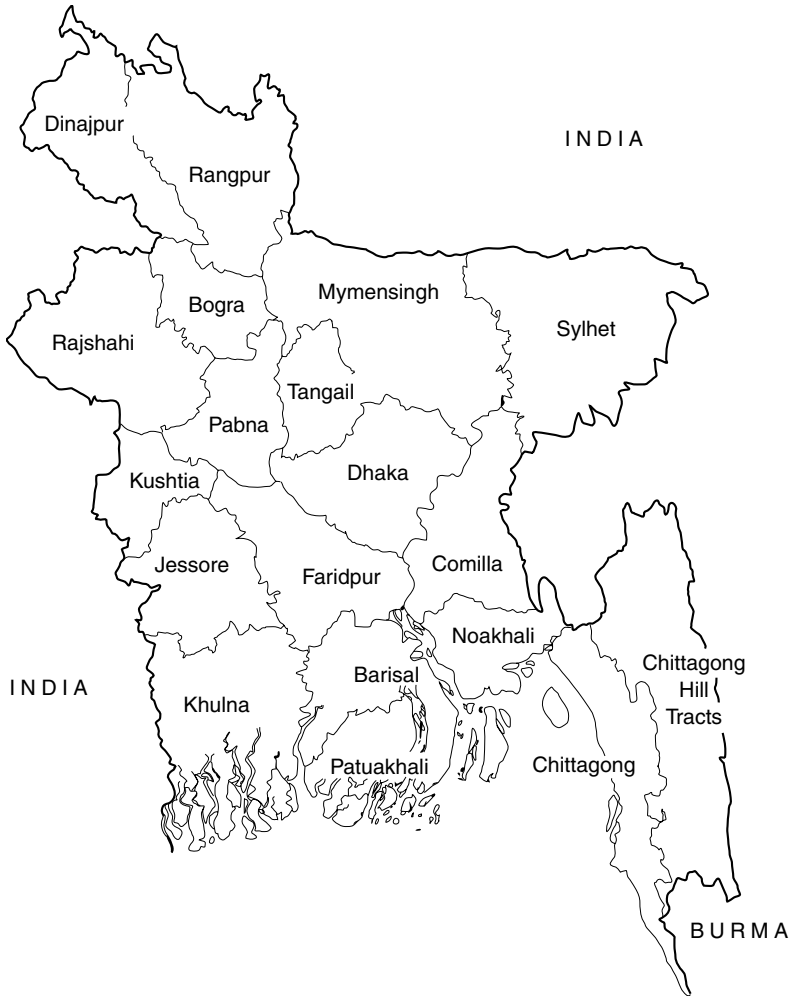 Dinajpur
INDIA
Rangpur
Mymensingh
Bogra
Sylhet
Rajshahi
Tangail
Pabna
Dhaka
Kushtia
Jessore
Comilla
Faridpur
Noakhali
Chittagong
Hill
Tracts
Barisal
INDIA
Khulna
Patuakhali
Chittagong
BURMA